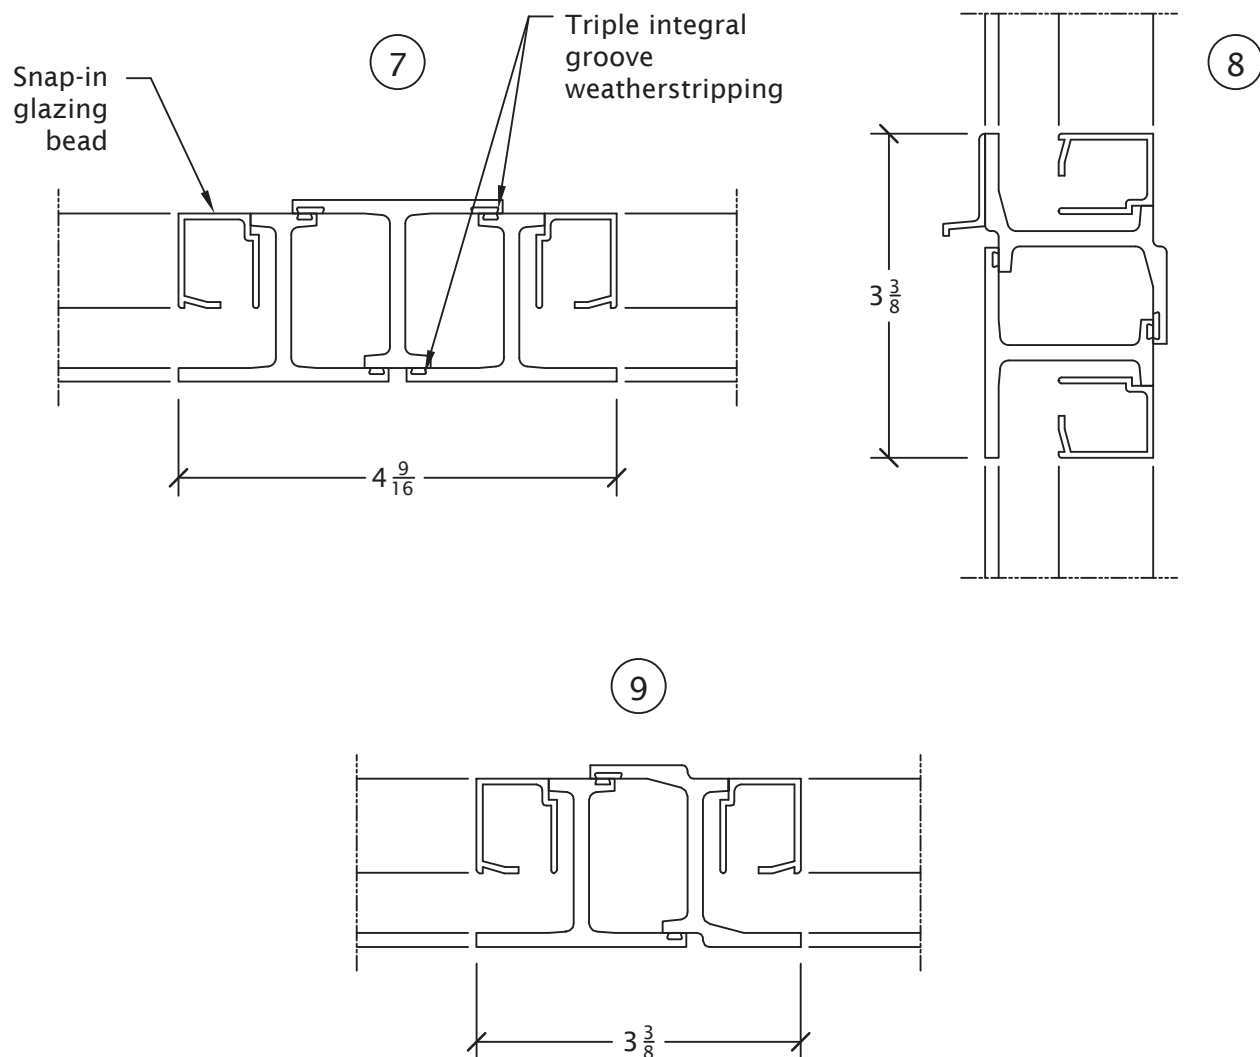 Snap-in
glazing
bead
7
Triple integral
groove
weatherstripping
8
4 9/16
3 3/8
9
3 3/8